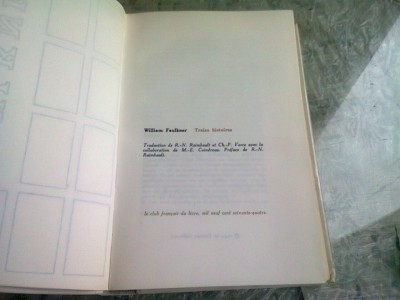 William Faulkner Treize histoires
Traduction de R.-N. Raimbault et Ch.-P. Vorce avec la
collaboration de M.-E. Coindreau. Préface de R.-N.
Raimbault.
le club français du livre, mil neuf cent soixante-quatre